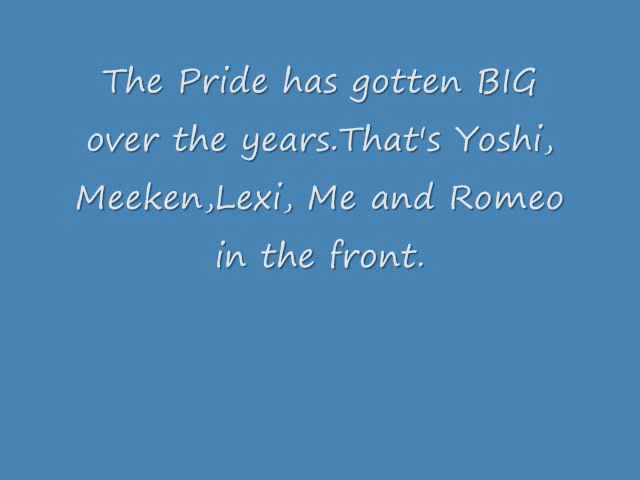 The Pride has gotten BIG
over the years.That's Yoshi,
Meeken,Lexi, Me and Romeo
in the front.